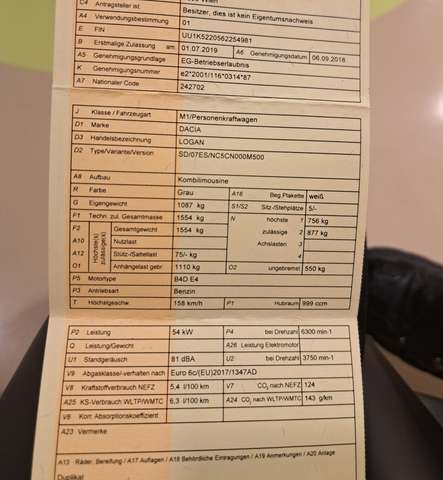 C4 Antragsteller ist: Besitzer, dies ist kein Eigentumsnachweis
A4 Verwendungsbestimmung 01
E FIN UU1K5220562254981
B Erstmalige Zulassung am: 01.07.2019 A6 Genehmigungsdatum 06.09.2018
A5 Genehmigungsgrundlage EG-Betriebserlaubnis
K Genehmigungsnummer e2*2001/116*0314*87
A7 Nationaler Code 242702
J Klasse / Fahrzeugart M1/Personenkraftwagen
D1 Marke DACIA
D3 Handelsbezeichnung LOGAN
D2 Type/Variante/Version SD/07ES/NC5CN000M500
A8 Aufbau Kombilimousine
R Farbe Grau A16 Beg.Plakette weiß
G Eigengewicht 1087 kg S1/S2 Sitz-/Stehplätze 5/-
F1 Techn. zul. Gesamtmasse 1554 kg N höchste 1 756 kg
F2 Höchste(s) zulässige(s) Gesamtgewicht 1554 kg zulässige 2 877 kg
A10 Nutzlast Achslasten 3
A12 Stütz-/Sattellast 75/- kg 4
O1 Anhängelast gebr. 1110 kg O2 ungebremst 550 kg
P5 Motortype B4D E4
P3 Antriebsart Benzin
T Höchstgeschw. 158 km/h P1 Hubraum 999 ccm
P2 Leistung 54 kW P4 bei Drehzahl 6300 min-1
Q Leistung/Gewicht A26 Leistung Elektromotor
U1 Standgeräusch 81 dBA U2 bei Drehzahl 3750 min-1
V9 Abgasklasse/-verhalten nach Euro 6c/(EU)2017/1347AD
V8 Kraftstoffverbrauch NEFZ 5,4 l/100 km V7 CO2 nach NEFZ 124
A25 KS-Verbrauch WLTP/WMTC 6,3 l/100 km A24 CO2 nach WLTP/WMTC 143 g/km
V6 Korr. Absorptionskoeffizient
A23 Vermerke
A13 Räder, Bereifung / A17 Auflagen / A18 Behördliche Eintragungen / A19 Anmerkungen / A20 Anlage
Duplikat